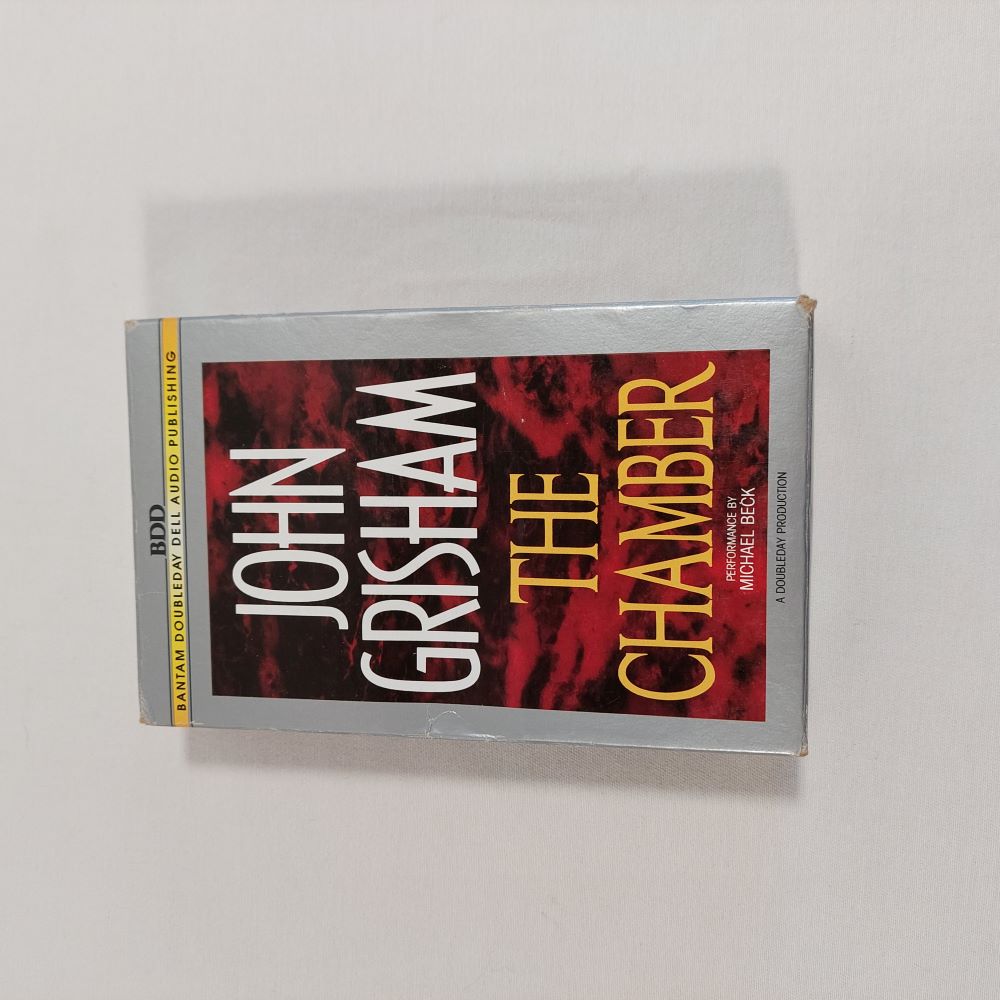 BDD
BANTAM DOUBLEDAY DELL AUDIO PUBLISHING
JOHN
GRISHAM
THE
CHAMBER
PERFORMANCE BY
MICHAEL BECK
A DOUBLEDAY PRODUCTION